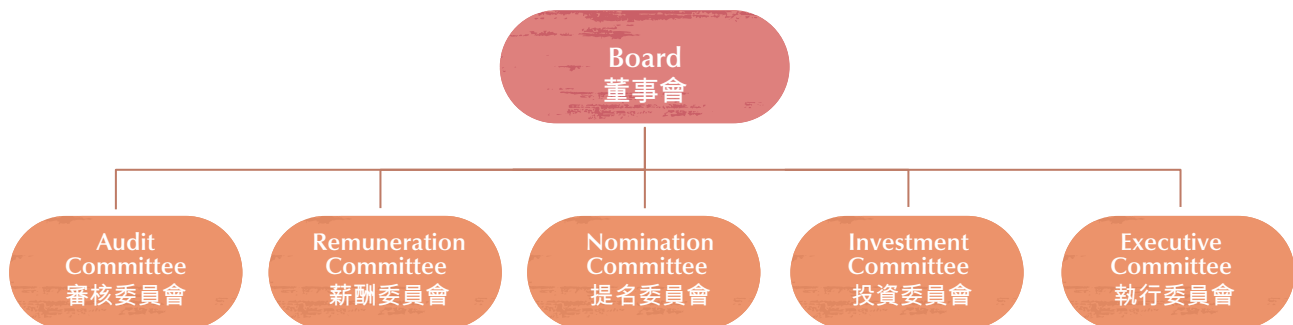 Board
董事會
Audit
Committee
審核委員會
Remuneration
Committee
薪酬委員會
Nomination
Committee
提名委員會
Investment
Committee
投資委員會
Executive
Committee
執行委員會